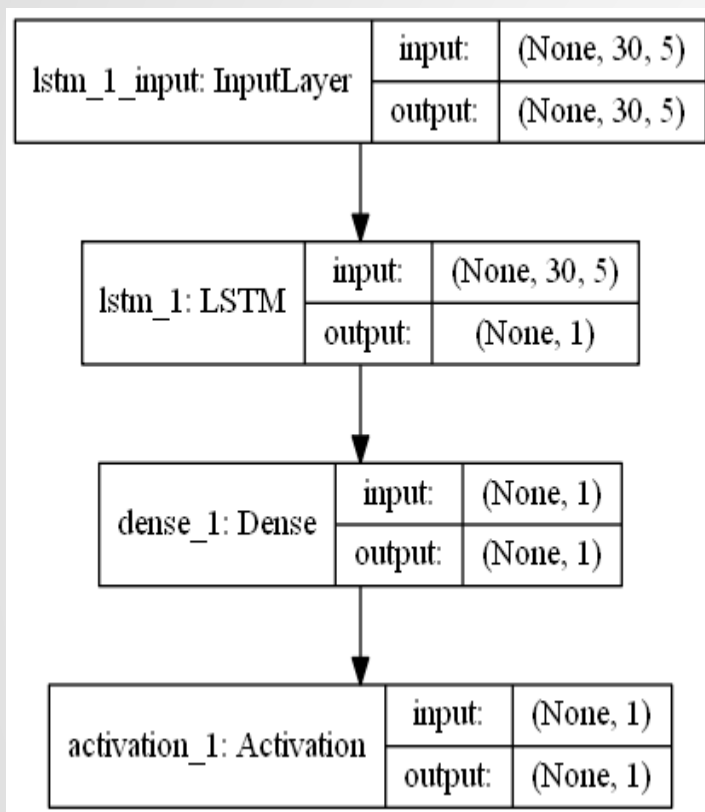 lstm_1_input: InputLayer
input: (None, 30, 5)
output: (None, 30, 5)
lstm_1: LSTM
input: (None, 30, 5)
output: (None, 1)
dense_1: Dense
input: (None, 1)
output: (None, 1)
activation_1: Activation
input: (None, 1)
output: (None, 1)